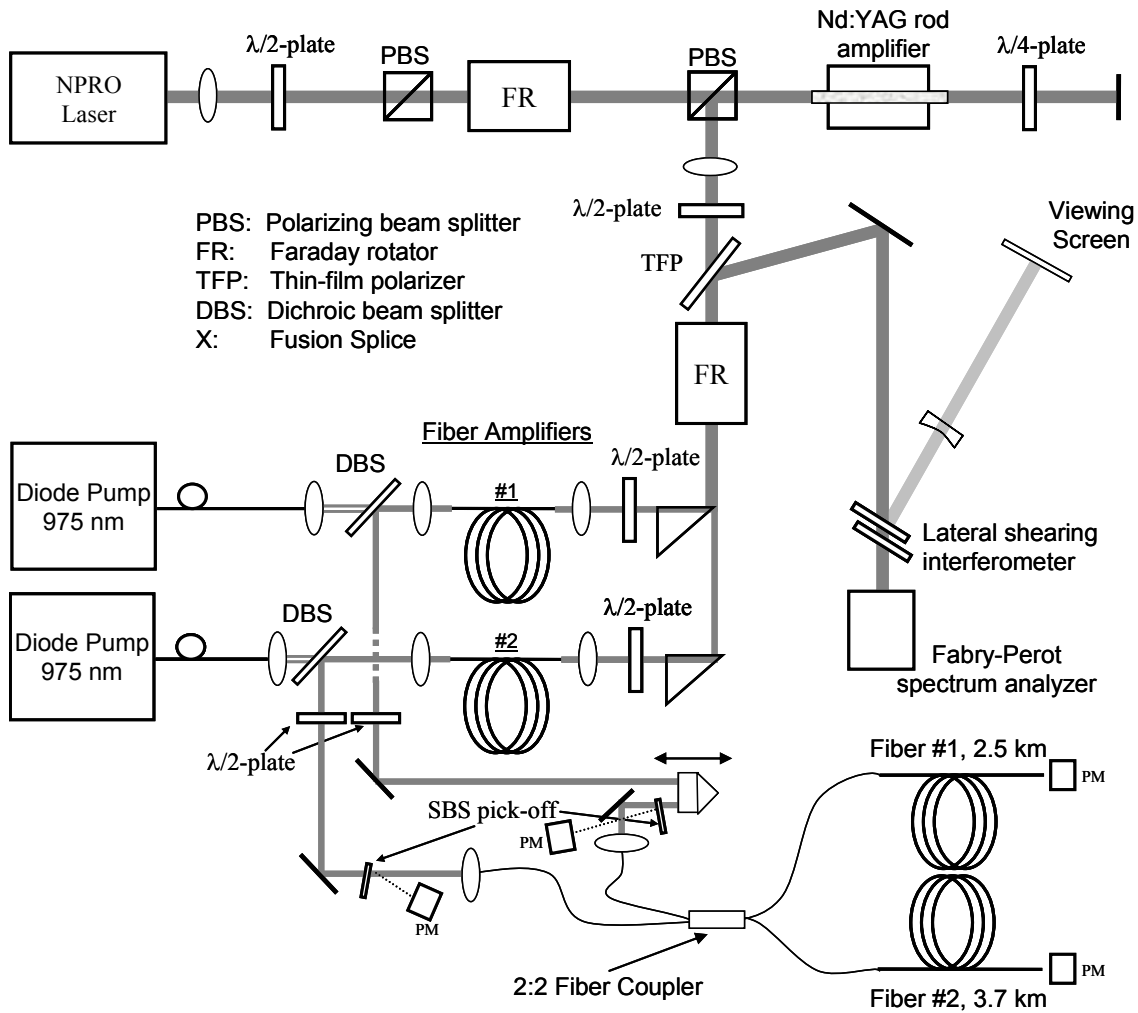 λ/2-plate
PBS
PBS
Nd:YAG rod
amplifier
λ/4-plate
NPRO
Laser
FR
PBS: Polarizing beam splitter
FR: Faraday rotator
TFP: Thin-film polarizer
DBS: Dichroic beam splitter
X: Fusion Splice
λ/2-plate
TFP
Viewing
Screen
FR
Fiber Amplifiers
λ/2-plate
Diode Pump
975 nm
DBS
#1
Lateral shearing
interferometer
Diode Pump
975 nm
DBS
#2
λ/2-plate
Fabry-Perot
spectrum analyzer
λ/2-plate
SBS pick-off
PM
PM
2:2 Fiber Coupler
Fiber #1, 2.5 km
PM
PM
Fiber #2, 3.7 km